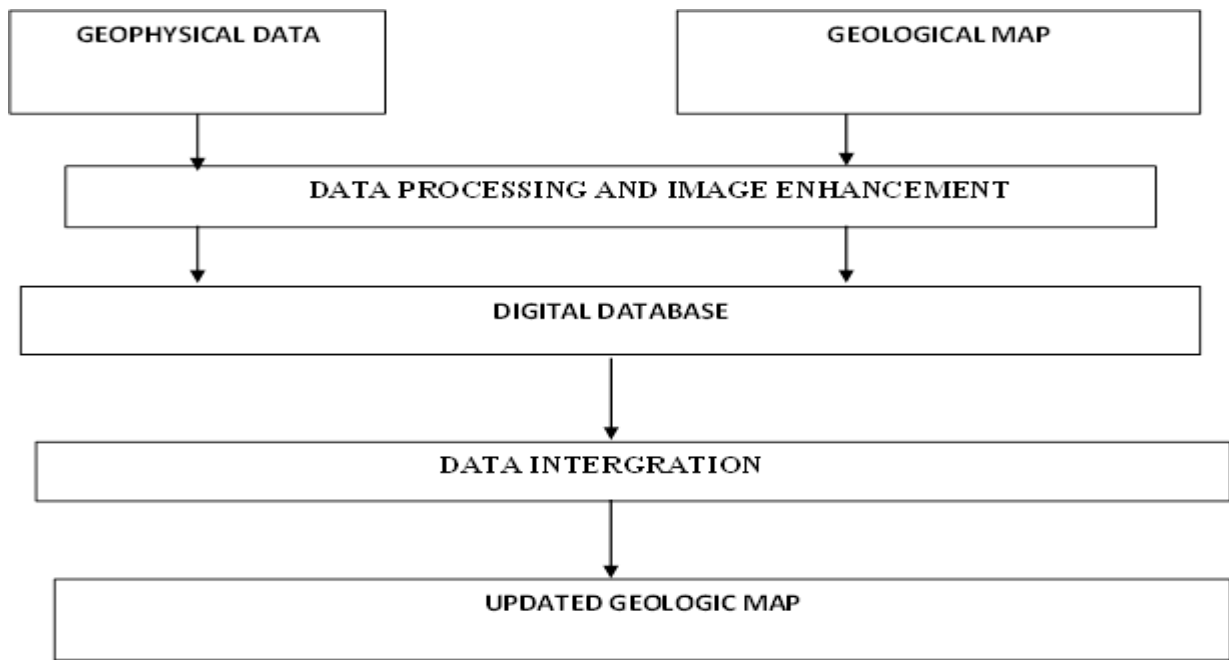 GEOPHYSICAL DATA
GEOLOGICAL MAP
DATA PROCESSING AND IMAGE ENHANCEMENT
DIGITAL DATABASE
DATA INTERGRATION
UPDATED GEOLOGIC MAP